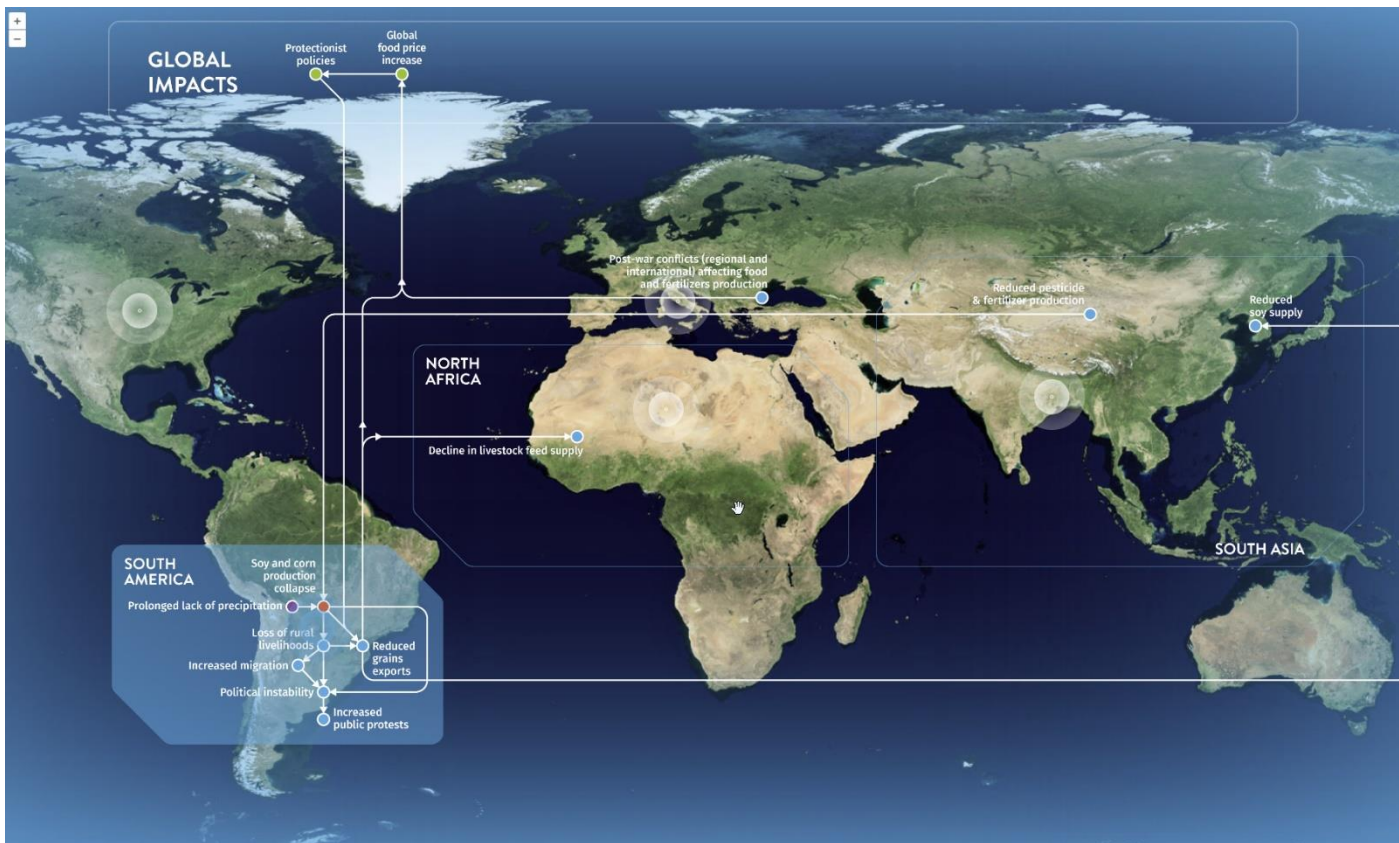 +
−
GLOBAL
IMPACTS
Protectionist
policies
Global
food price
increase
Post-war conflicts (regional and
international) affecting food
and fertilizers production
Reduced pesticide
& fertilizer production
Reduced
soy supply
NORTH
AFRICA
Decline in livestock feed supply
SOUTH ASIA
SOUTH
AMERICA
Soy and corn
production
collapse
Prolonged lack of precipitation
Loss of rural
livelihoods
Reduced
grains
exports
Increased migration
Political instability
Increased
public protests